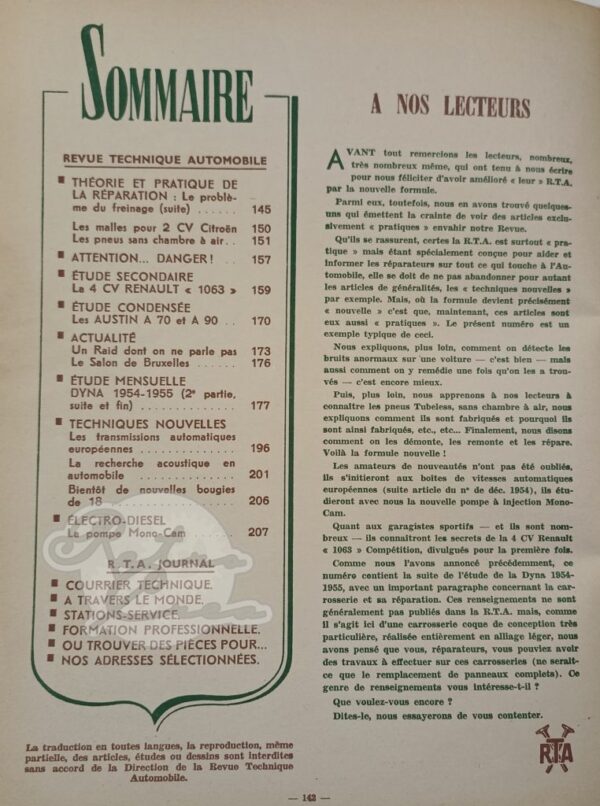 SOMMAIRE
REVUE TECHNIQUE AUTOMOBILE
■ THÉORIE ET PRATIQUE DE
LA RÉPARATION : Le problè-
me du freinage (suite) ...... 145
Les malles pour 2 CV Citroën 150
Les pneus sans chambre à air.. 151
■ ATTENTION... DANGER ! .. 157
■ ÉTUDE SECONDAIRE
La 4 CV RENAULT « 1063 » 159
■ ÉTUDE CONDENSÉE
Les AUSTIN A 70 et A 90 .. 170
■ ACTUALITÉ
Un Raid dont on ne parle pas 173
Le Salon de Bruxelles ...... 176
■ ÉTUDE MENSUELLE
DYNA 1954-1955 (2e partie,
suite et fin) .......... 177
■ TECHNIQUES NOUVELLES
Les transmissions automatiques
européennes .......... 196
La recherche acoustique en
automobile .......... 201
Bientôt de nouvelles bougies
de 18 .......... 206
■ ÉLECTRO-DIESEL
La pompe Mono-Cam ...... 207
R. T. A. JOURNAL
■ COURRIER TECHNIQUE.
■ A TRAVERS LE MONDE.
■ STATIONS-SERVICE.
■ FORMATION PROFESSIONNELLE.
■ OU TROUVER DES PIÈCES POUR...
■ NOS ADRESSES SÉLECTIONNÉES.
La traduction en toutes langues, la reproduction, même
partielle, des articles, études ou dessins sont interdites
sans accord de la Direction de la Revue Technique
Automobile.
A NOS LECTEURS
AVANT tout remercions les lecteurs, nombreux,
très nombreux même, qui ont tenu à nous écrire
pour nous féliciter d'avoir amélioré « leur » R.T.A.
par la nouvelle formule.
Parmi eux, toutefois, nous en avons trouvé quelques-
uns qui émettent la crainte de voir des articles exclu-
sivement « pratiques » envahir notre Revue.
Qu'ils se rassurent, certes la R.T.A. est surtout « pra-
tique » mais étant spécialement conçue pour aider et
informer les réparateurs sur tout ce qui touche à l'Au-
tomobile, elle se doit de ne pas abandonner pour autant
les articles de généralités, les « techniques nouvelles »
par exemple. Mais, où la formule devient précisément
« nouvelle » c'est que, maintenant, ces articles sont
eux aussi « pratiques ». Le présent numéro est un
exemple typique de ceci.
Nous expliquons, plus loin, comment on détecte les
bruits anormaux sur une voiture — c'est bien — mais
aussi comment on y remédie une fois qu'on les a trou-
vés — c'est encore mieux.
Puis, plus loin, nous apprenons à nos lecteurs à
connaître les pneus Tubeless, sans chambre à air, nous
expliquons comment ils sont fabriqués et pourquoi ils
sont ainsi fabriqués, etc., etc... Finalement, nous disons
comment on les démonte, les remonte et les répare.
Voilà la formule nouvelle !
Les amateurs de nouveautés n'ont pas été oubliés,
ils s'initieront aux boîtes de vitesses automatiques
européennes (suite article du n° de déc. 1954), ils étu-
dieront avec nous la nouvelle pompe à injection Mono-
Cam.
Quant aux garagistes sportifs — et ils sont nom-
breux — ils connaîtront les secrets de la 4 CV Renault
« 1063 » Compétition, divulgués pour la première fois.
Comme nous l'avons annoncé précédemment, ce
numéro contient la suite de l'étude de la Dyna 1954-
1955, avec un important paragraphe concernant la car-
rosserie et sa réparation. Ces renseignements ne sont
généralement pas publiés dans la R.T.A. mais, comme
il s'agit ici d'une carrosserie coque de conception très
particulière, réalisée entièrement en alliage léger, nous
avons pensé que vous, réparateurs, vous pouviez avoir
des travaux à effectuer sur ces carrosseries (ne serait-
ce que le remplacement de panneaux complets). Ce
genre de renseignements vous intéresse-t-il ?
Que voulez-vous encore ?
Dites-le, nous essayerons de vous contenter.
RTA
— 142 —